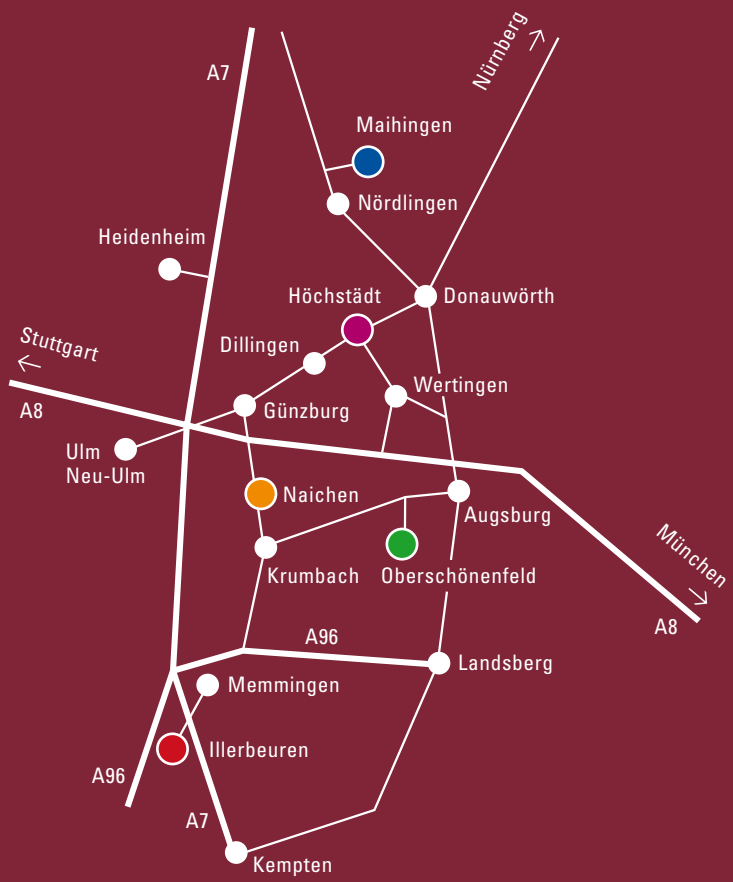 Nürnberg
A7
Maihingen
Nördlingen
Heidenheim
Höchstädt
Donauwörth
Stuttgart
Dillingen
Wertingen
A8
Günzburg
Ulm
Neu-Ulm
Naichen
Augsburg
München
Krumbach
Oberschönenfeld
A8
A96
Landsberg
Memmingen
Illerbeuren
A96
A7
Kempten